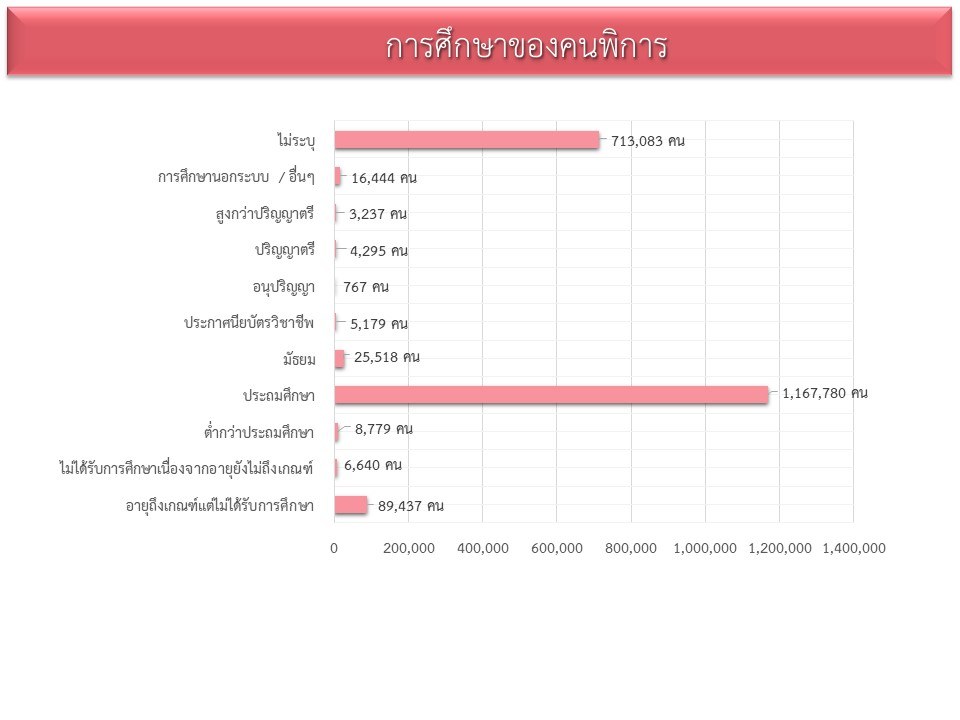 การศึกษาของคนพิการ
ไม่ระบุ 713,083 คน
การศึกษานอกระบบ / อื่นๆ 16,444 คน
สูงกว่าปริญญาตรี 3,237 คน
ปริญญาตรี 4,295 คน
อนุปริญญา 767 คน
ประกาศนียบัตรวิชาชีพ 5,179 คน
มัธยม 25,518 คน
ประถมศึกษา 1,167,780 คน
ต่ำกว่าประถมศึกษา 8,779 คน
ไม่ได้รับการศึกษาเนื่องจากอายุยังไม่ถึงเกณฑ์ 6,640 คน
อายุถึงเกณฑ์แต่ไม่ได้รับการศึกษา 89,437 คน
0 200,000 400,000 600,000 800,000 1,000,000 1,200,000 1,400,000